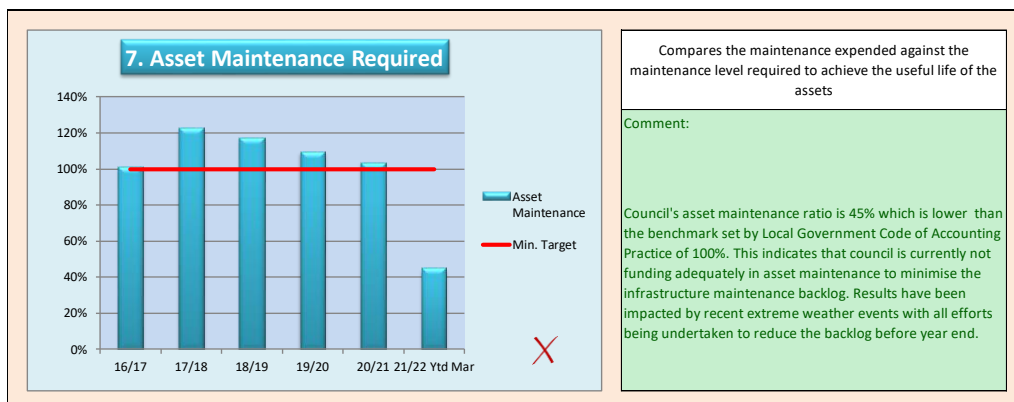 7. Asset Maintenance Required
140%
120%
100%
80%
60%
40%
20%
0%
16/17 17/18 18/19 19/20 20/21 21/22 Ytd Mar
Asset
Maintenance
Min. Target
Compares the maintenance expended against the
maintenance level required to achieve the useful life of the
assets
Comment:
Council's asset maintenance ratio is 45% which is lower than
the benchmark set by Local Government Code of Accounting
Practice of 100%. This indicates that council is currently not
funding adequately in asset maintenance to minimise the
infrastructure maintenance backlog. Results have been
impacted by recent extreme weather events with all efforts
being undertaken to reduce the backlog before year end.